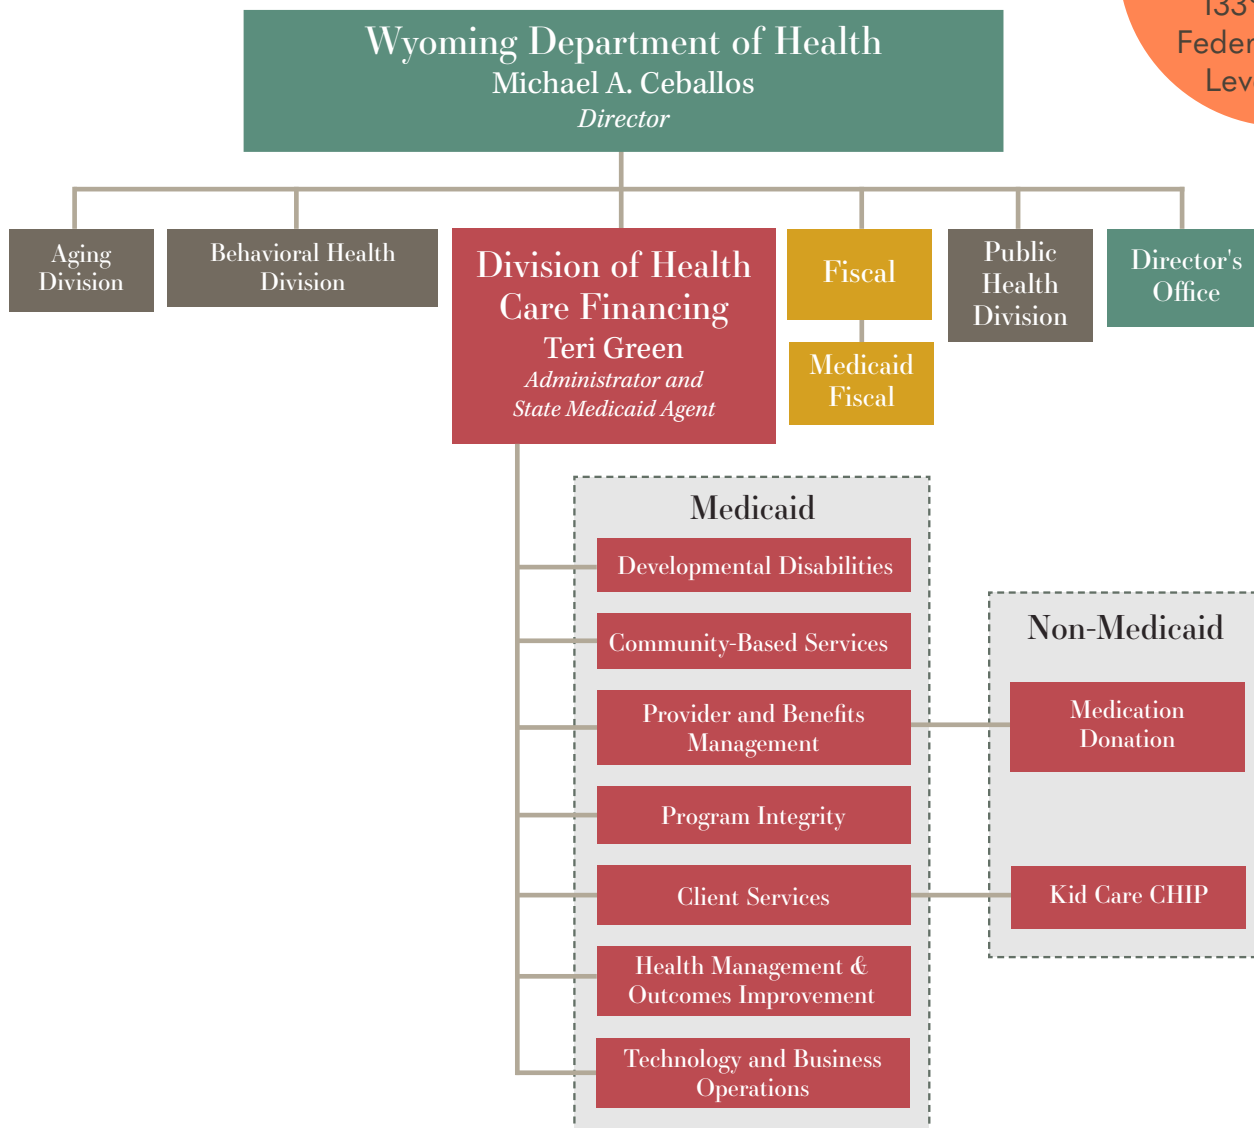 Wyoming Department of Health
Michael A. Ceballos
Director
Aging
Division
Behavioral Health
Division
Division of Health
Care Financing
Teri Green
Administrator and
State Medicaid Agent
Fiscal
Medicaid
Fiscal
Public
Health
Division
Director's
Office
Medicaid
Developmental Disabilities
Community-Based Services
Provider and Benefits
Management
Program Integrity
Client Services
Health Management &
Outcomes Improvement
Technology and Business
Operations
Non-Medicaid
Medication
Donation
Kid Care CHIP